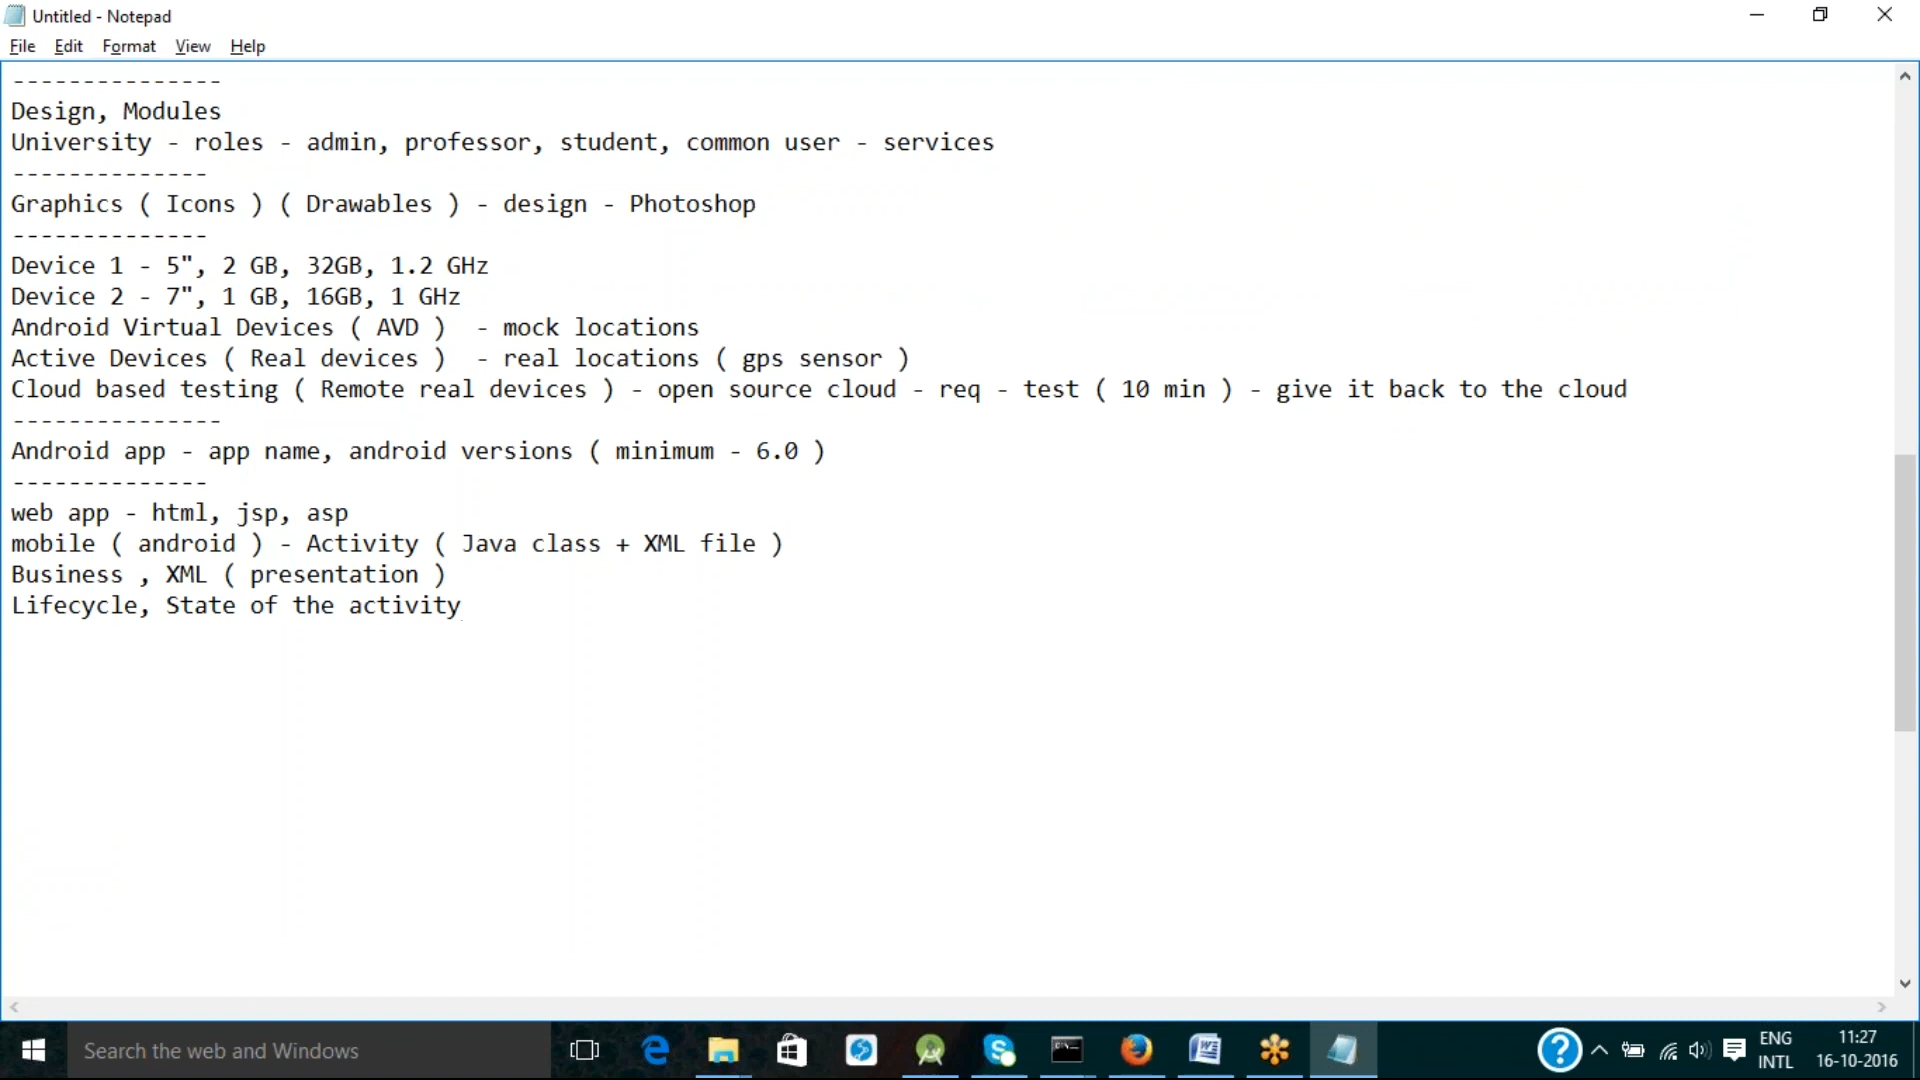 Untitled - Notepad
File Edit Format View Help
---------------
Design, Modules
University - roles - admin, professor, student, common user - services
--------------
Graphics ( Icons ) ( Drawables ) - design - Photoshop
--------------
Device 1 - 5", 2 GB, 32GB, 1.2 GHz
Device 2 - 7", 1 GB, 16GB, 1 GHz
Android Virtual Devices ( AVD )  - mock locations
Active Devices ( Real devices )  - real locations ( gps sensor )
Cloud based testing ( Remote real devices ) - open source cloud - req - test ( 10 min ) - give it back to the cloud
---------------
Android app - app name, android versions ( minimum - 6.0 )
--------------
web app - html, jsp, asp
mobile ( android ) - Activity ( Java class + XML file )
Business , XML ( presentation )
Lifecycle, State of the activity
Search the web and Windows
ENG 11:27
INTL 16-10-2016